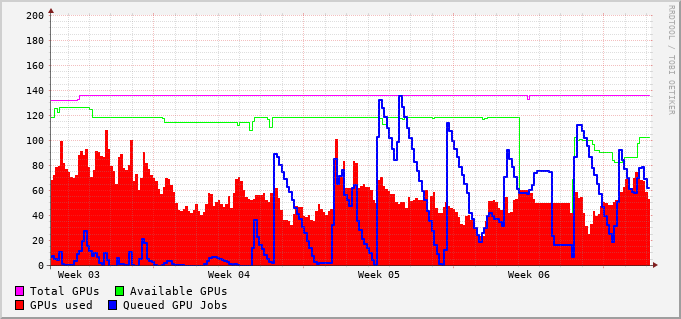 RRDTOOL / TOBI OETIKER
200
180
160
140
120
100
80
60
40
20
0
Week 03 Week 04 Week 05 Week 06
Total GPUs Available GPUs
GPUs used Queued GPU Jobs